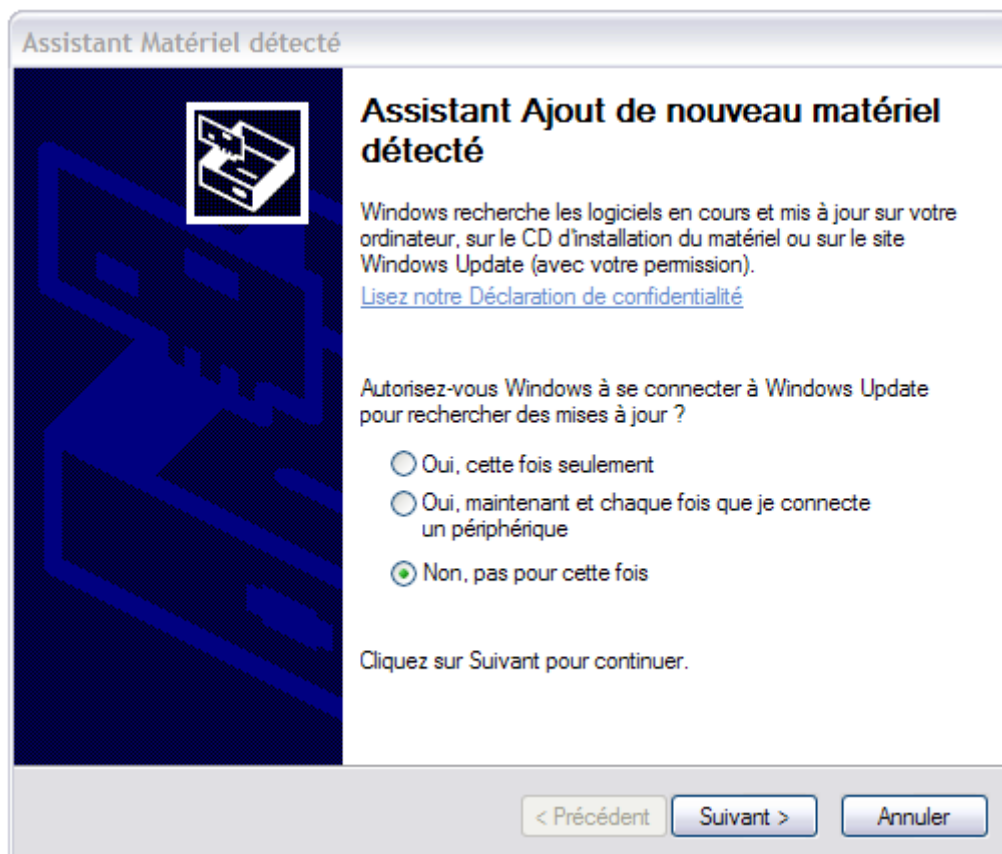 Assistant Matériel détecté
Assistant Ajout de nouveau matériel
détecté
Windows recherche les logiciels en cours et mis à jour sur votre
ordinateur, sur le CD d'installation du matériel ou sur le site
Windows Update (avec votre permission).
Lisez notre Déclaration de confidentialité
Autorisez-vous Windows à se connecter à Windows Update
pour rechercher des mises à jour ?
Oui, cette fois seulement
Oui, maintenant et chaque fois que je connecte
un périphérique
Non, pas pour cette fois
Cliquez sur Suivant pour continuer.
< Précédent Suivant > Annuler